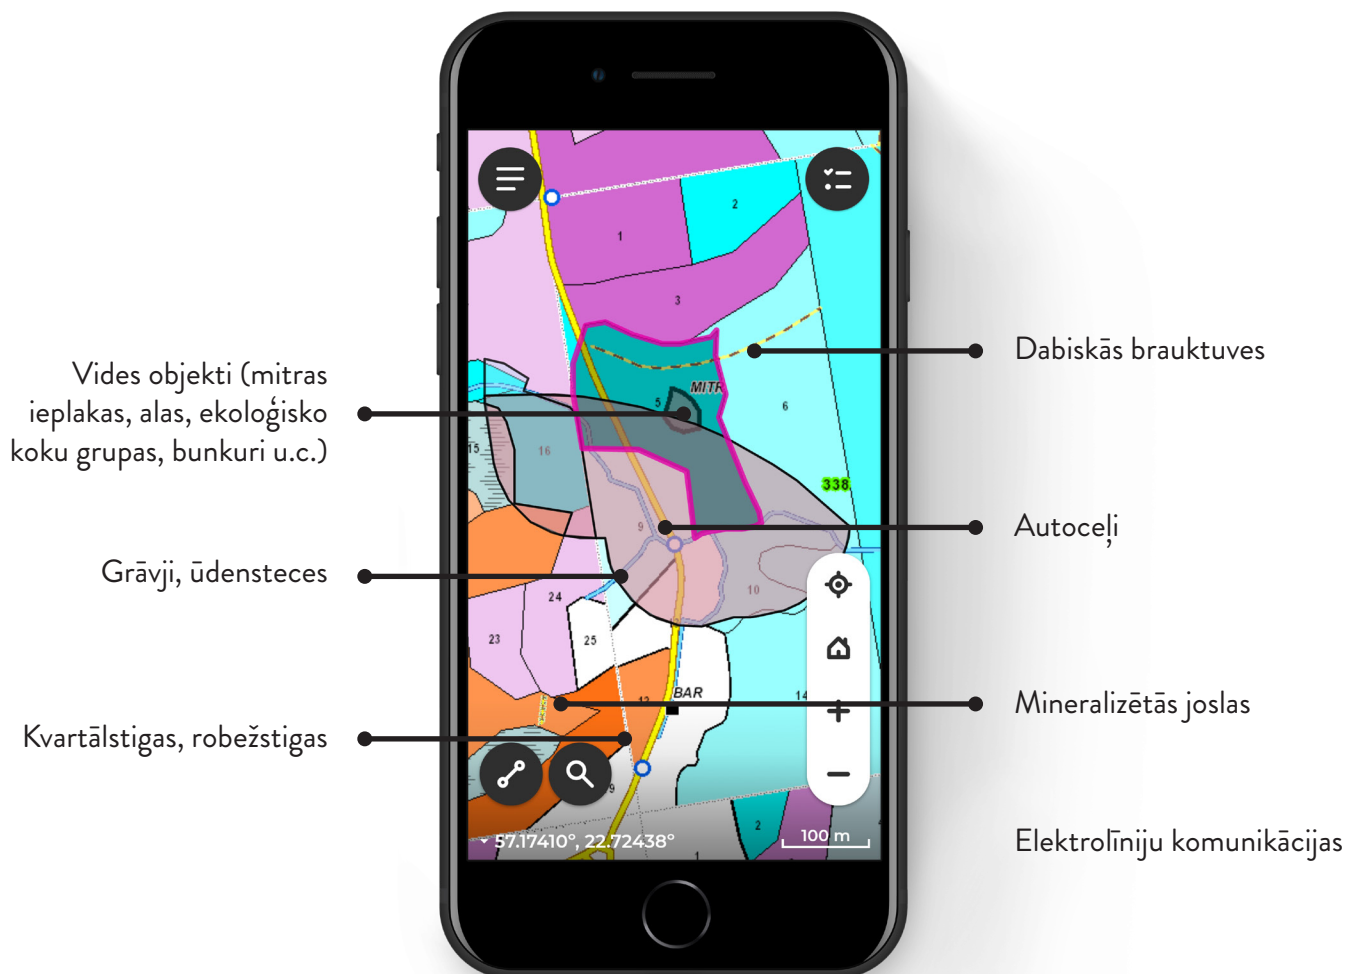 Vides objekti (mitras
ieplakas, alas, ekoloģisko
koku grupas, bunkuri u.c.)
Grāvji, ūdensteces
Kvartālstigas, robežstigas
2
1
3
MITR
5
6
15
16
338
9
10
24
23
25
12
BAR
14
9
2
1
57.17410°, 22.72438°
100 m
Dabiskās brauktuves
Autoceļi
Mineralizētās joslas
Elektrolīniju komunikācijas